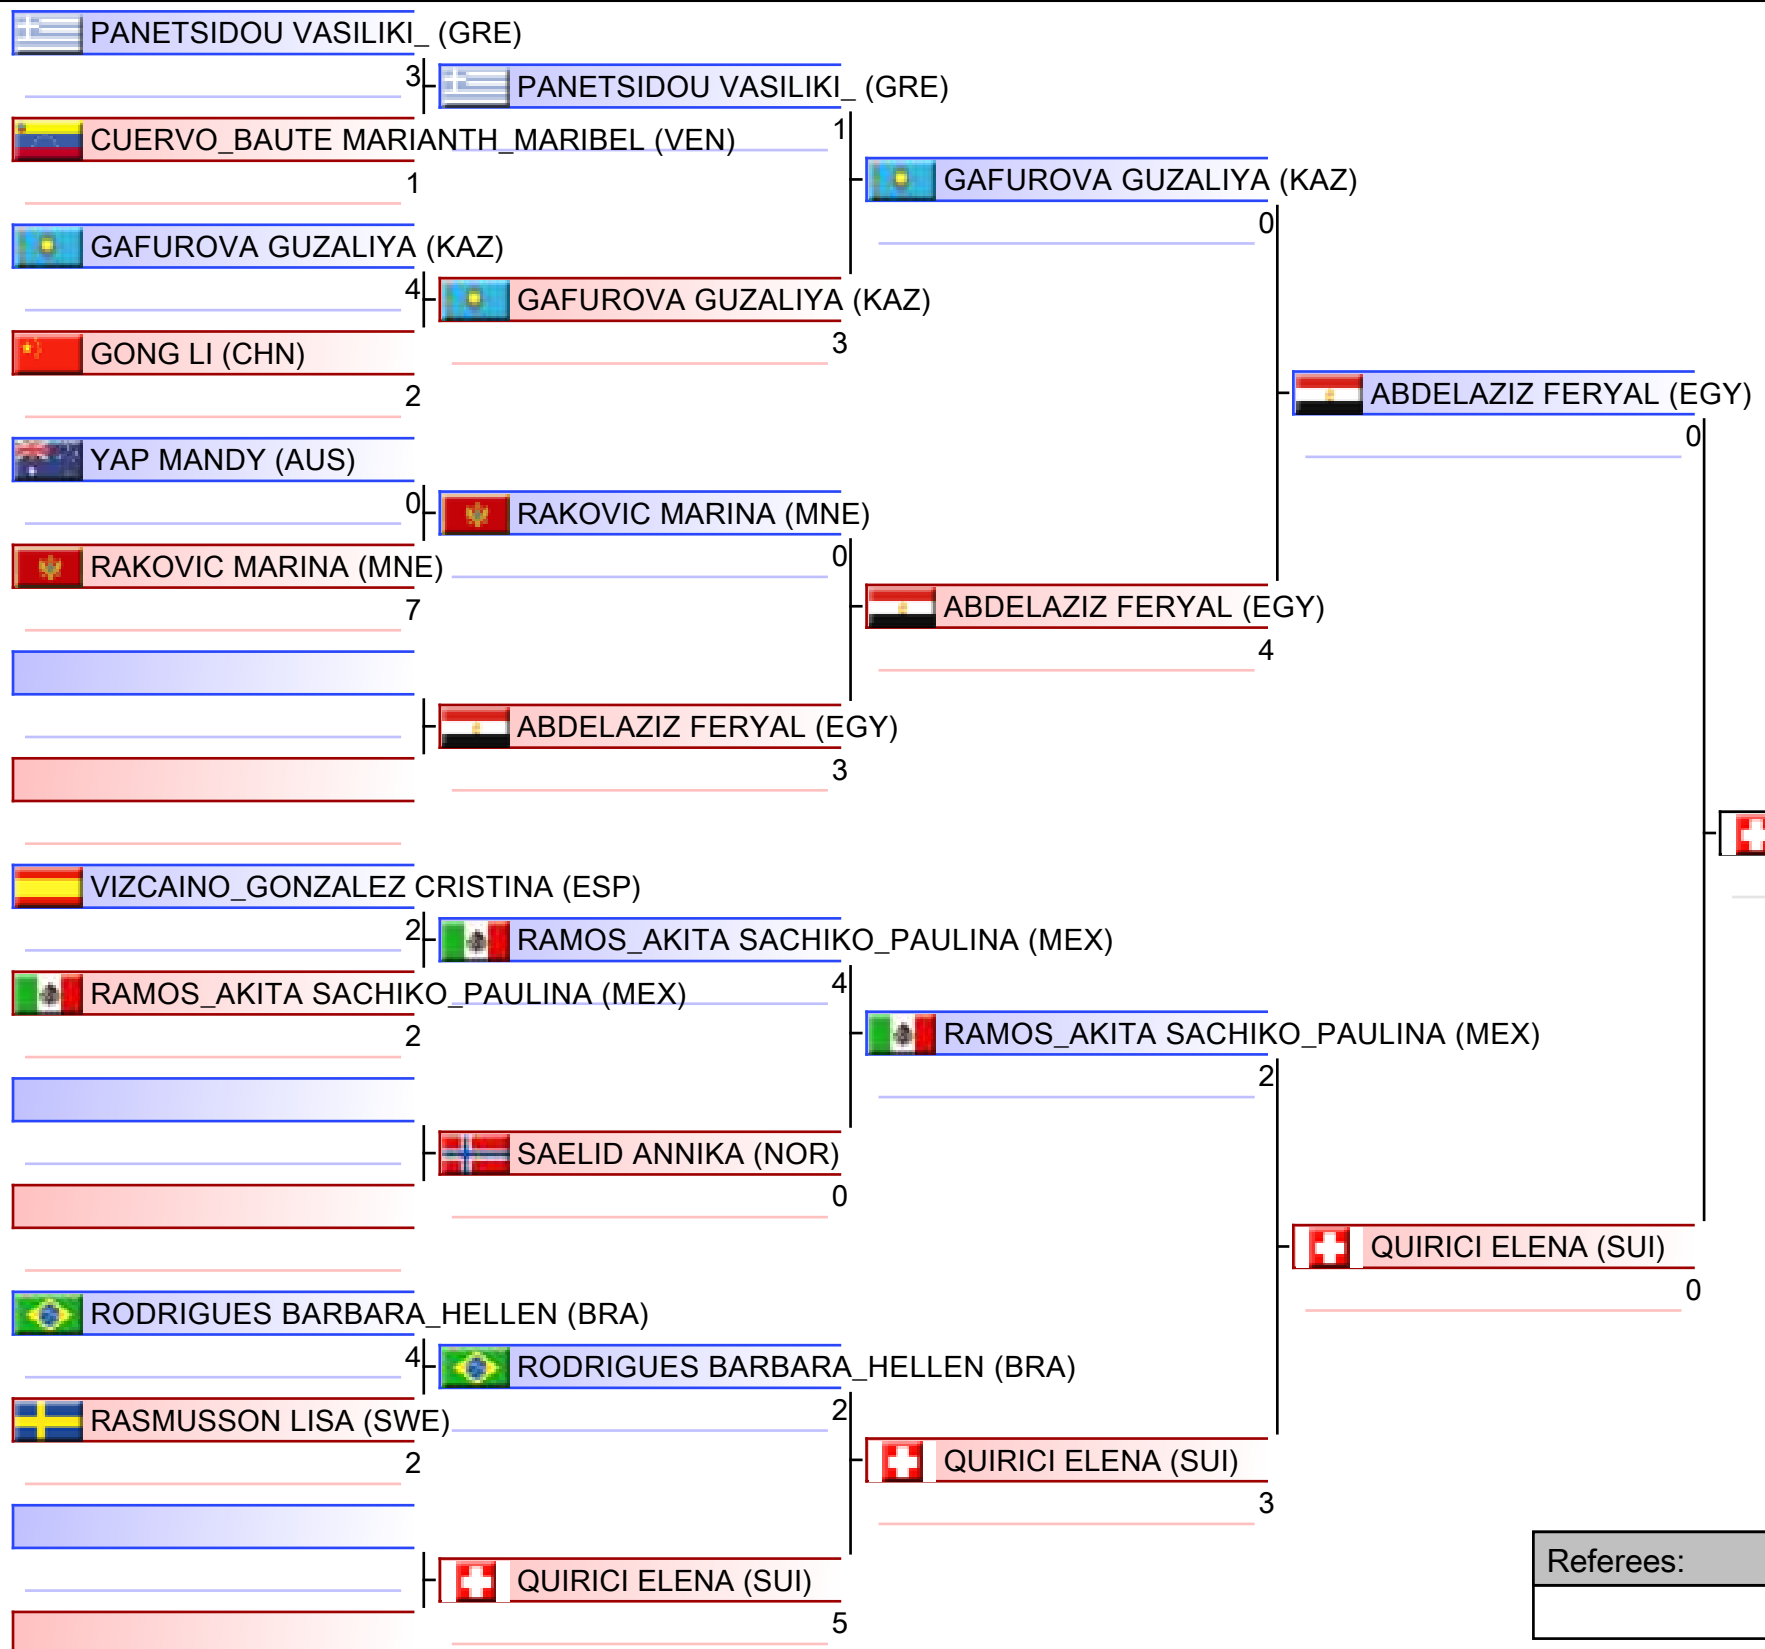 PANETSIDOU VASILIKI_ (GRE)
3
CUERVO_BAUTE MARIANTH_MARIBEL (VEN)
1
GAFUROVA GUZALIYA (KAZ)
4
GONG LI (CHN)
2
YAP MANDY (AUS)
0
RAKOVIC MARINA (MNE)
7
VIZCAINO_GONZALEZ CRISTINA (ESP)
2
RAMOS_AKITA SACHIKO_PAULINA (MEX)
2
RODRIGUES BARBARA_HELLEN (BRA)
4
RASMUSSON LISA (SWE)
2
PANETSIDOU VASILIKI_ (GRE)
1
GAFUROVA GUZALIYA (KAZ)
3
RAKOVIC MARINA (MNE)
0
ABDELAZIZ FERYAL (EGY)
3
RAMOS_AKITA SACHIKO_PAULINA (MEX)
4
SAELID ANNIKA (NOR)
0
RODRIGUES BARBARA_HELLEN (BRA)
2
QUIRICI ELENA (SUI)
5
GAFUROVA GUZALIYA (KAZ)
0
ABDELAZIZ FERYAL (EGY)
4
RAMOS_AKITA SACHIKO_PAULINA (MEX)
2
QUIRICI ELENA (SUI)
3
ABDELAZIZ FERYAL (EGY)
0
QUIRICI ELENA (SUI)
0
Referees: